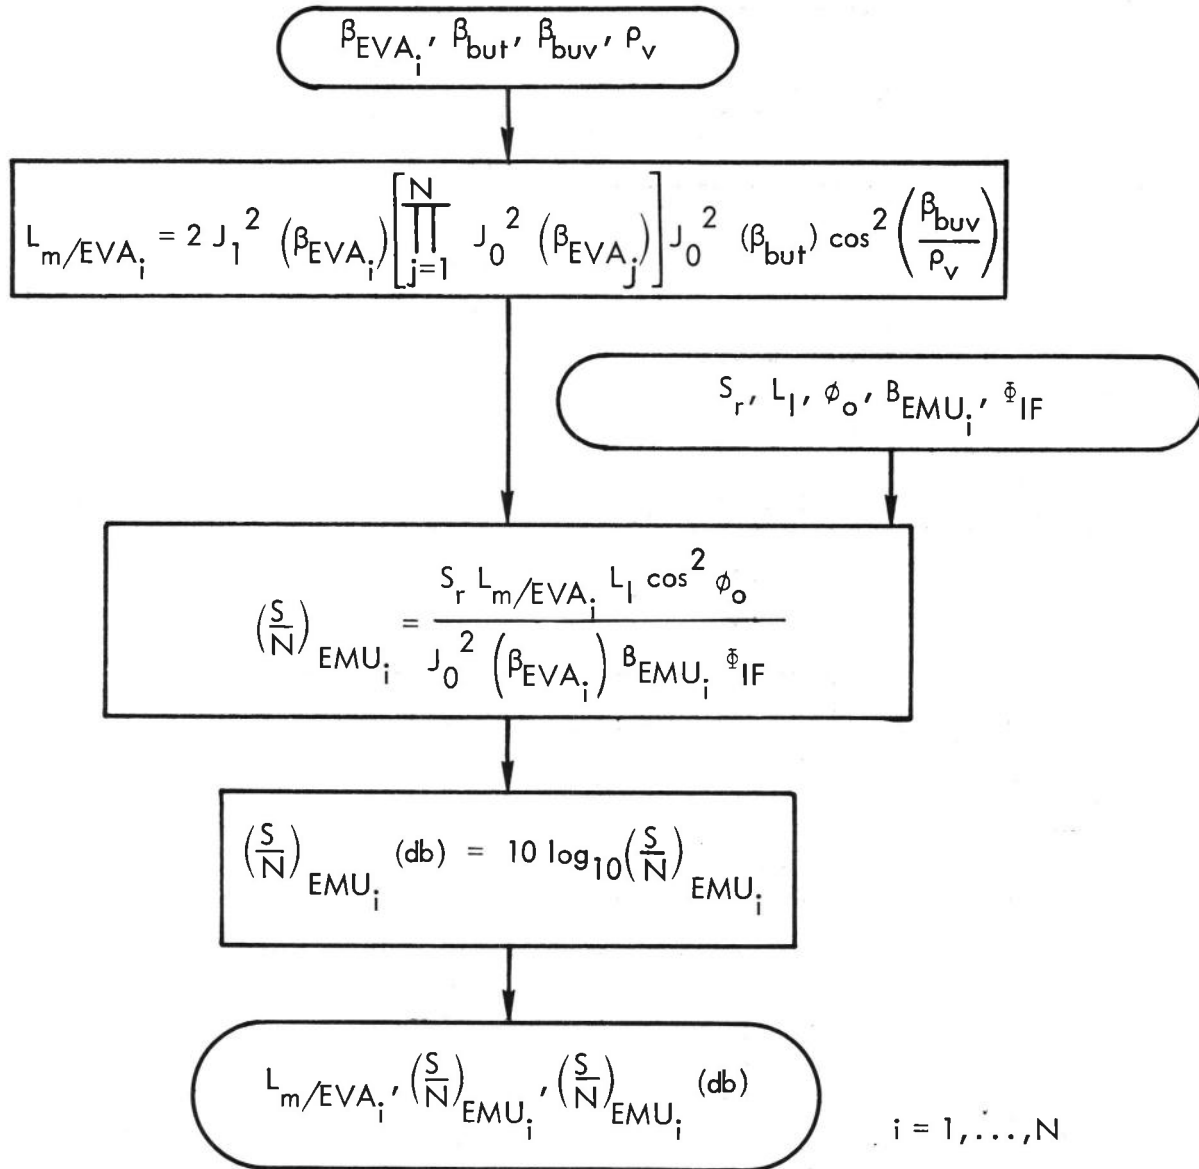 β_EVA_i, β_but, β_buv, ρ_v
L_m/EVA_i = 2 J_1^2 (β_EVA_i) [∏_{j=1}^{N} J_0^2 (β_EVA_j)] J_0^2 (β_but) cos^2 (β_buv/ρ_v)
S_r, L_l, ϕ_o, B_EMU_i, Φ_IF
(S/N)_EMU_i = S_r L_m/EVA_i L_l cos^2 ϕ_o / J_0^2 (β_EVA_i) B_EMU_i Φ_IF
(S/N)_EMU_i (db) = 10 log_10 (S/N)_EMU_i
L_m/EVA_i, (S/N)_EMU_i, (S/N)_EMU_i (db)
i = 1,...,N